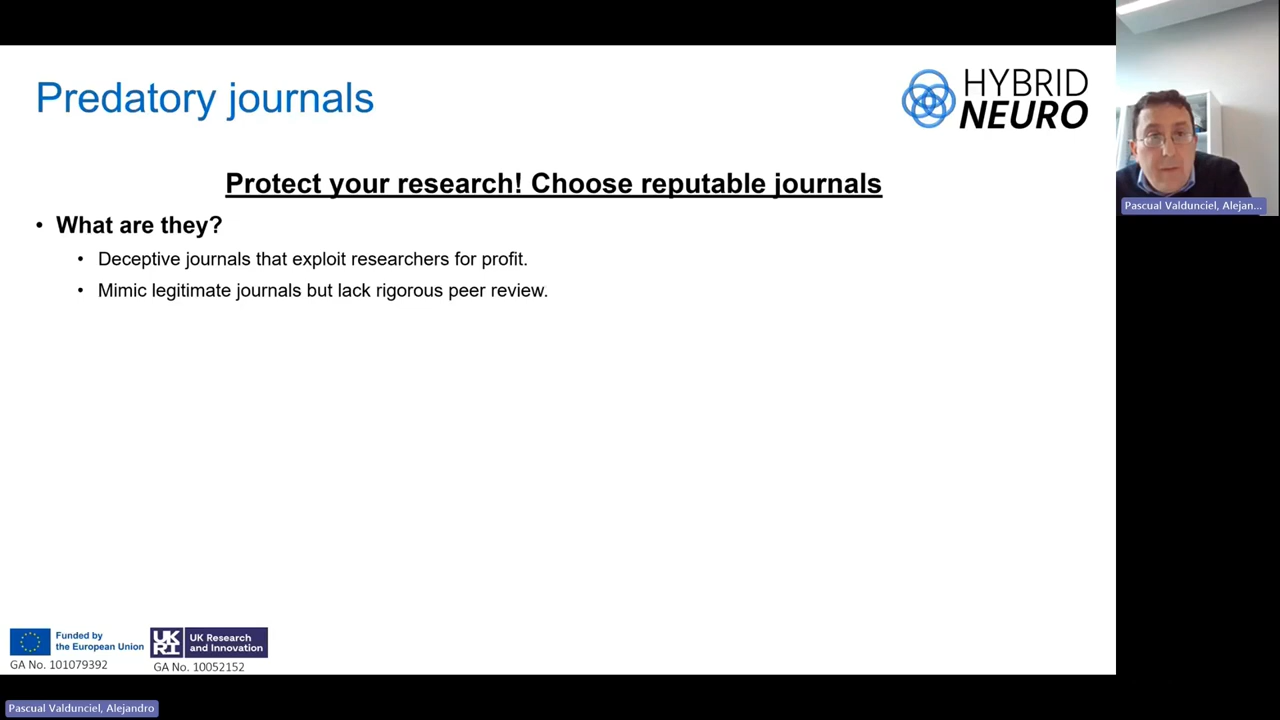 Predatory journals
HYBRID
NEURO
Protect your research! Choose reputable journals
• What are they?
• Deceptive journals that exploit researchers for profit.
• Mimic legitimate journals but lack rigorous peer review.
Pascual Valdunciel, Alejan...
Funded by
the European Union
GA No. 101079392
UK
RI
UK Research
and Innovation
GA No. 10052152
Pascual Valdunciel, Alejandro